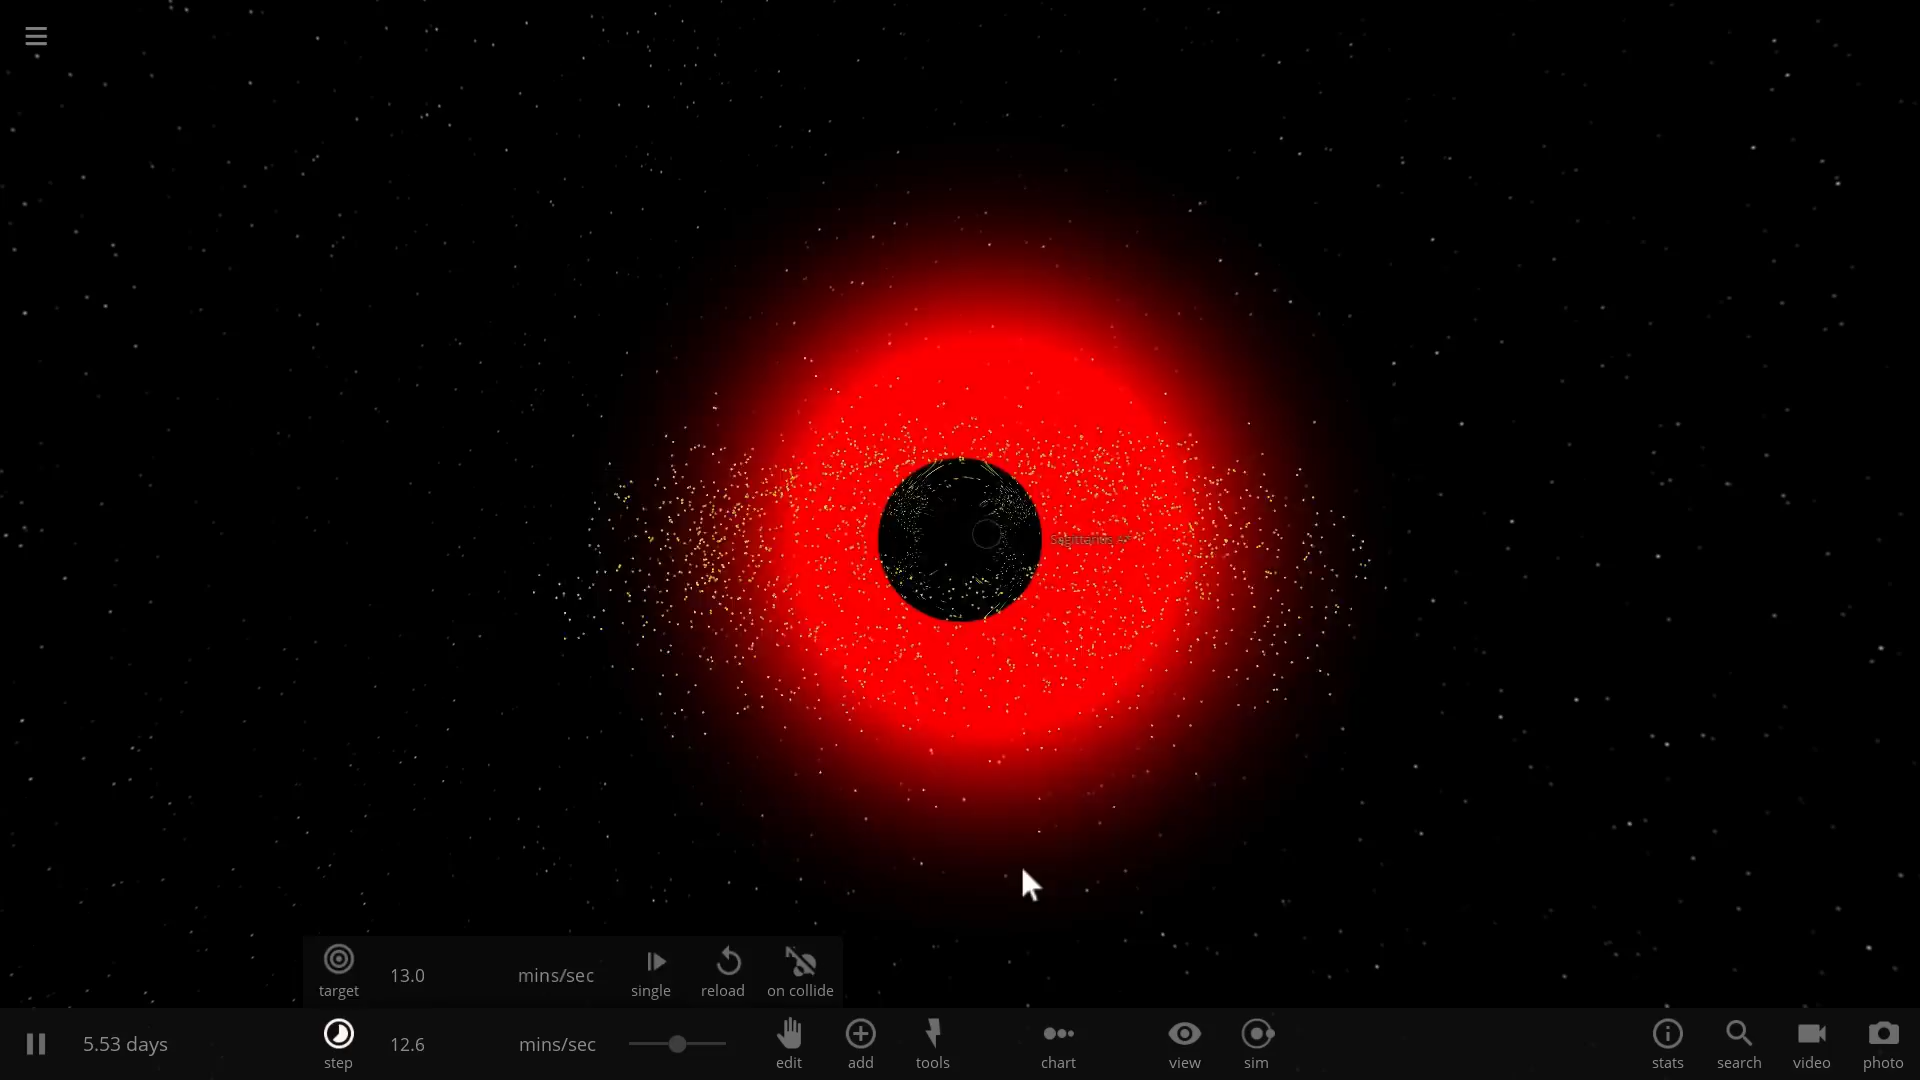 Sagittarius A*
target
13.0
mins/sec
single
reload
on collide
5.53 days
step
12.6
mins/sec
edit
add
tools
chart
view
sim
stats
search
video
photo